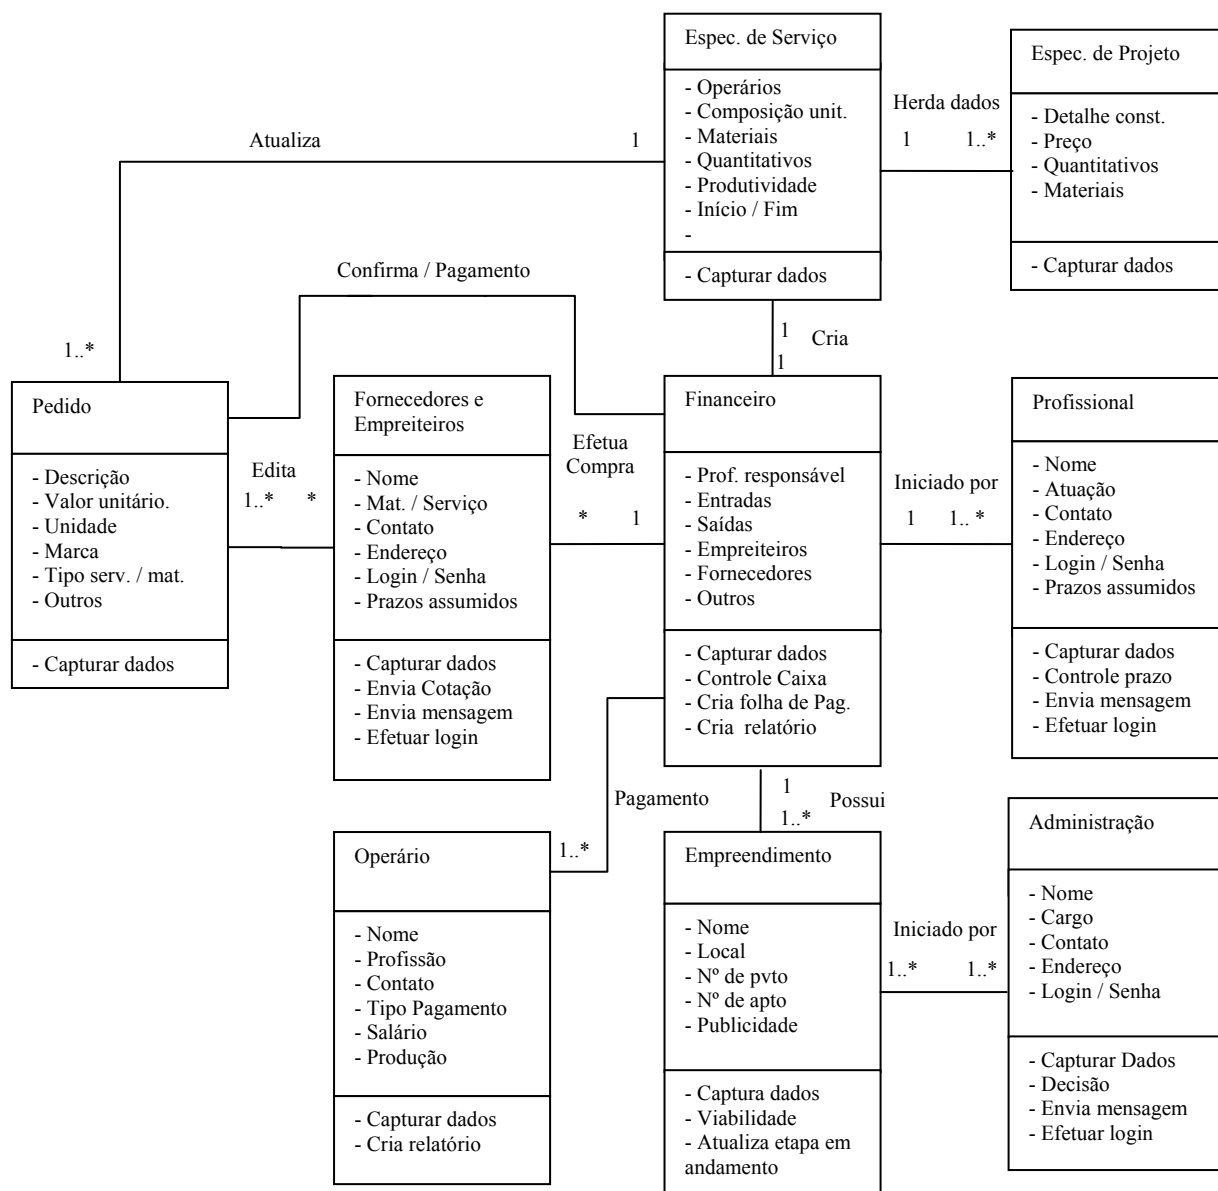 Espec. de Serviço
- Operários
- Composição unit.
- Materiais
- Quantitativos
- Produtividade
- Início / Fim
-
- Capturar dados
Herda dados
1
1..*
Espec. de Projeto
- Detalhe const.
- Preço
- Quantitativos
- Materiais
- Capturar dados
Atualiza
1
1..*
Confirma / Pagamento
1
Cria
1
Pedido
- Descrição
- Valor unitário.
- Unidade
- Marca
- Tipo serv. / mat.
- Outros
- Capturar dados
Edita
1..*
*
Fornecedores e
Empreiteiros
- Nome
- Mat. / Serviço
- Contato
- Endereço
- Login / Senha
- Prazos assumidos
- Capturar dados
- Envia Cotação
- Envia mensagem
- Efetuar login
Efetua
Compra
*
1
Financeiro
- Prof. responsável
- Entradas
- Saídas
- Empreiteiros
- Fornecedores
- Outros
- Capturar dados
- Controle Caixa
- Cria folha de Pag.
- Cria relatório
Iniciado por
1
1..*
Profissional
- Nome
- Atuação
- Contato
- Endereço
- Login / Senha
- Prazos assumidos
- Capturar dados
- Controle prazo
- Envia mensagem
- Efetuar login
Pagamento
1..*
1
Possui
1..*
Operário
- Nome
- Profissão
- Contato
- Tipo Pagamento
- Salário
- Produção
- Capturar dados
- Cria relatório
Empreendimento
- Nome
- Local
- Nº de pvto
- Nº de apto
- Publicidade
- Captura dados
- Viabilidade
- Atualiza etapa em
andamento
Iniciado por
1..*
1..*
Administração
- Nome
- Cargo
- Contato
- Endereço
- Login / Senha
- Capturar Dados
- Decisão
- Envia mensagem
- Efetuar login